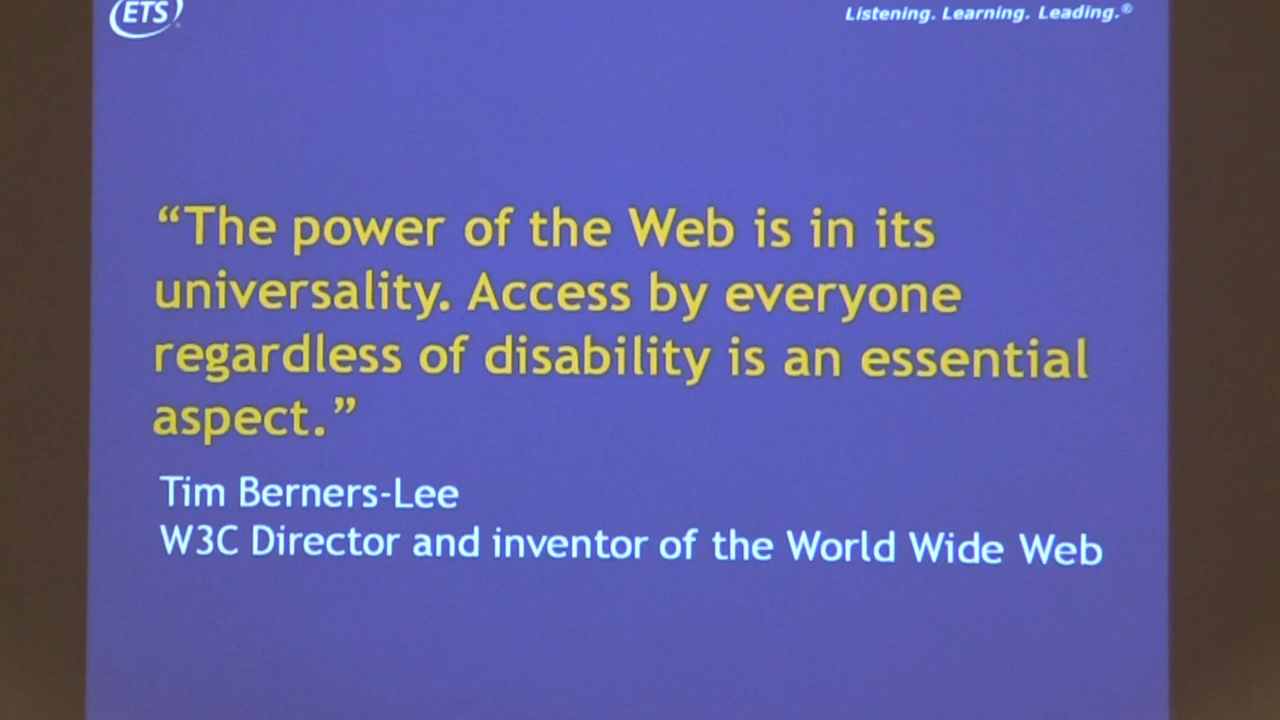 ETS
Listening. Learning. Leading.®
“The power of the Web is in its
universality. Access by everyone
regardless of disability is an essential
aspect.”
Tim Berners-Lee
W3C Director and inventor of the World Wide Web